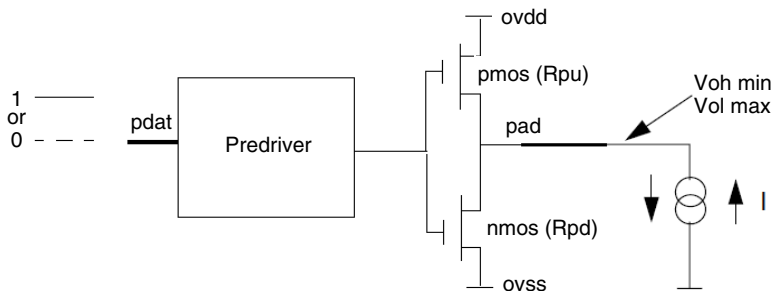 ovdd
pmos (Rpu)
Voh min
Vol max
1
or
0
pdat
Predriver
pad
nmos (Rpd)
I
ovss